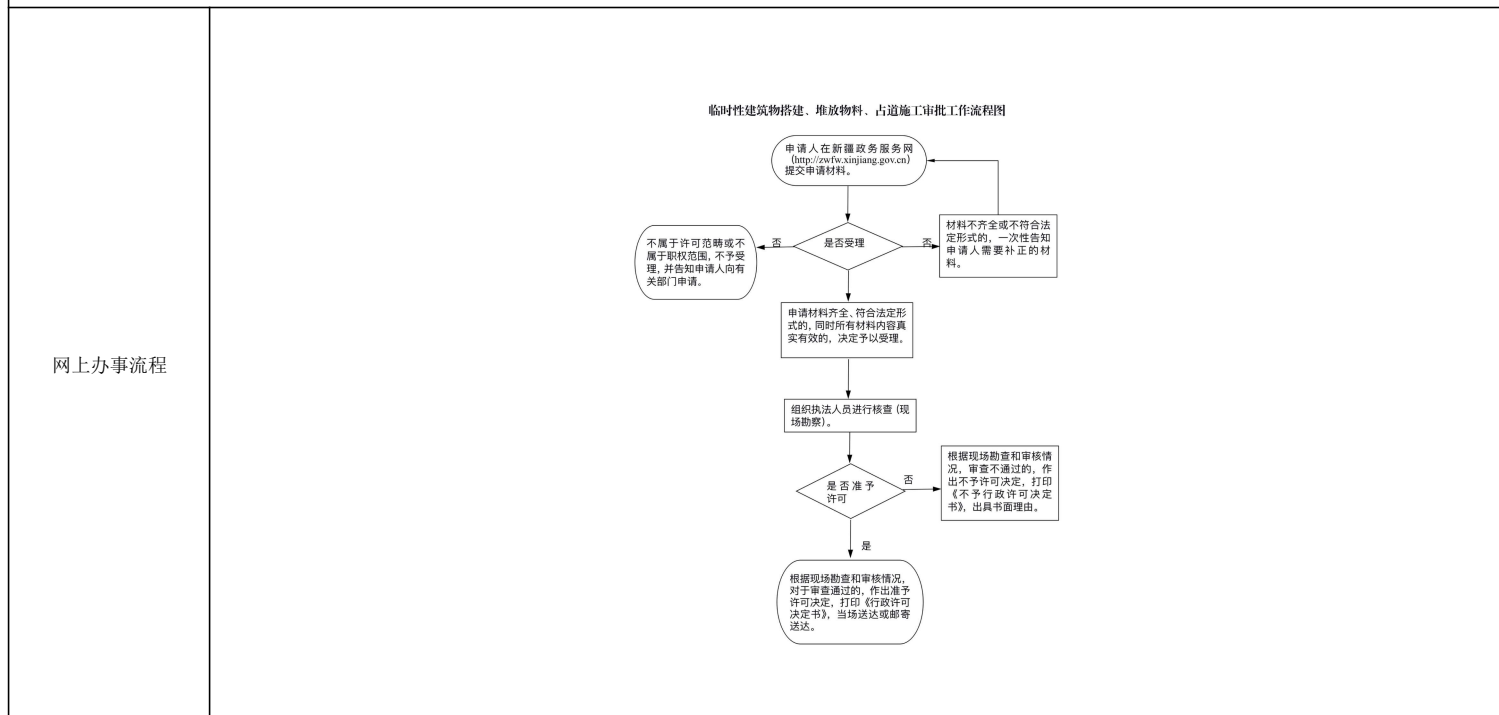 临时性建筑物搭建、堆放物料、占道施工审批工作流程图
申请人在新疆政务服务网
（http://zwfw.xinjiang.gov.cn）
提交申请材料。
不属于许可范畴或不
属于职权范围，不予受
理，并告知申请人向有
关部门申请。
否
是否受理
否
材料不齐全或不符合法
定形式的，一次性告知
申请人需要补正的材
料。
申请材料齐全、符合法定形
式的，同时所有材料内容真
实有效的，决定予以受理。
网上办事流程
组织执法人员进行核查（现
场勘察）。
是否准予
许可
否
根据现场勘查和审核情
况，审查不通过的，作
出不予许可决定，打印
《不予行政许可决定
书》，出具书面理由。
是
根据现场勘查和审核情况，
对于审查通过的，作出准予
许可决定，打印《行政许可
决定书》，当场送达或邮寄
送达。